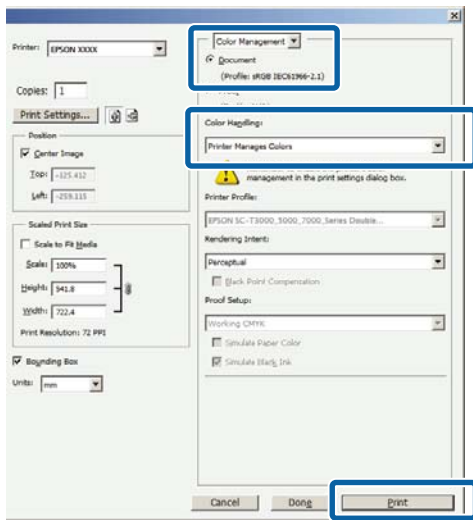 Printer: EPSON XXXX
Copies: 1
Print Settings...
Position
Center Image
Top: -125.412
Left: -259.115
Scaled Print Size
Scale to Fit Media
Scale: 100%
Height: 541.8
Width: 722.4
Print Resolution: 72 PPI
Bounding Box
Units: mm
Color Management
Document
(Profile: sRGB IEC61966-2.1)
Color Handling:
Printer Manages Colors
management in the print settings dialog box.
Printer Profile:
EPSON SC-T3000_5000_7000_Series Double...
Rendering Intent:
Perceptual
Black Point Compensation
Proof Setup:
Working CMYK
Simulate Paper Color
Simulate Black Ink
Cancel
Done
Print